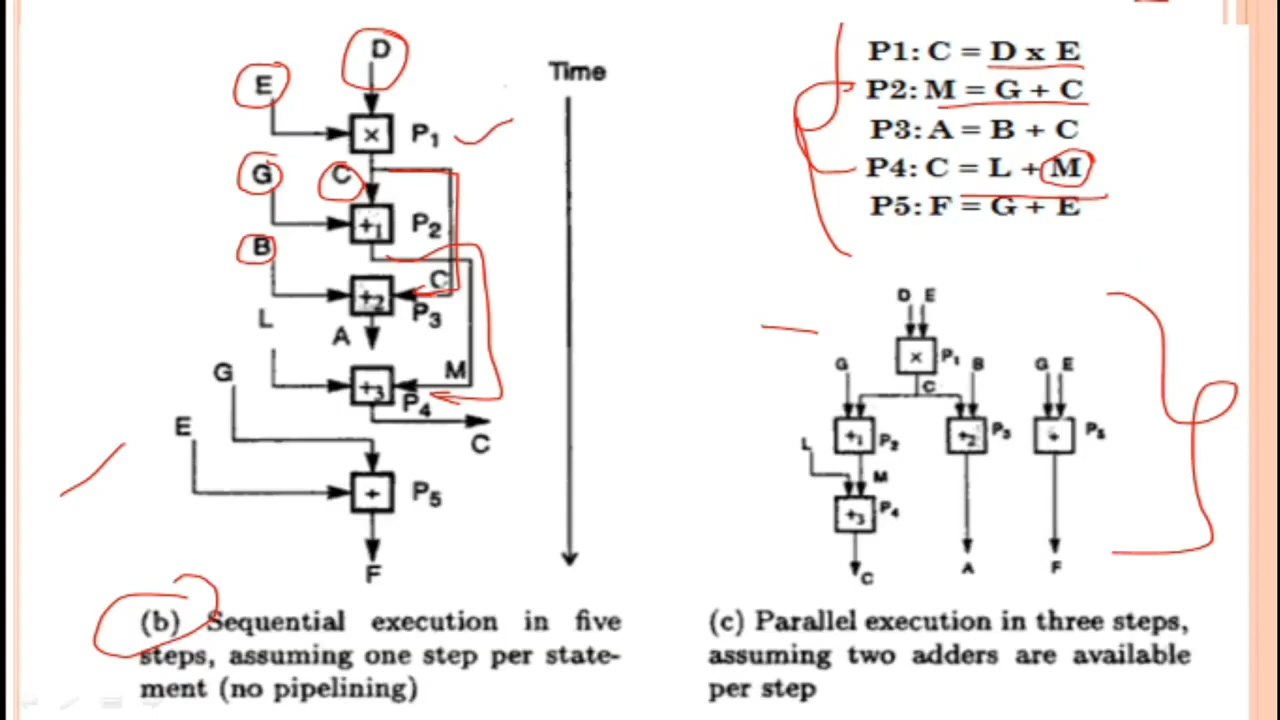 D
E
×
P1
G
C
+1
P2
B
C
+2
P3
L
A
M
G
+3
P4
E
C
+
P5
F
Time
P1: C = D x E
P2: M = G + C
P3: A = B + C
P4: C = L + M
P5: F = G + E
D E
×
P1
G
C
B
G E
+1
P2
+2
P3
+
P5
L
M
+3
P4
C
A
F
(b) Sequential execution in five
steps, assuming one step per state-
ment (no pipelining)
(c) Parallel execution in three steps,
assuming two adders are available
per step